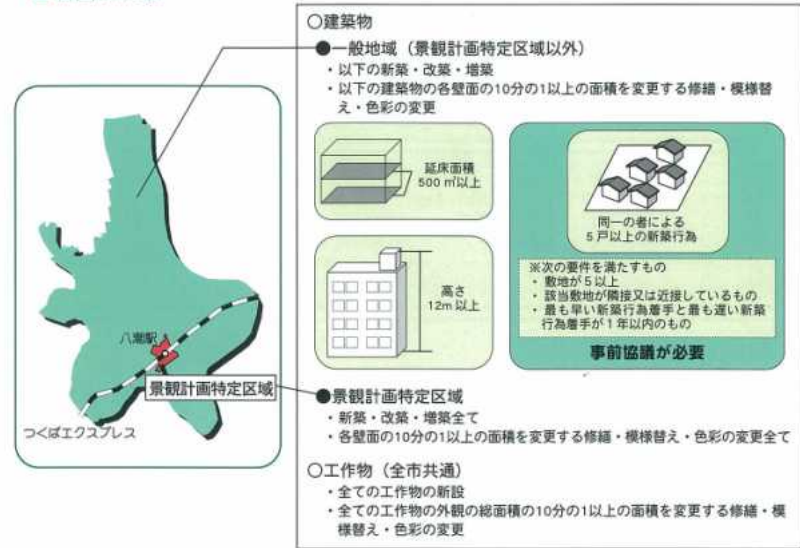 ○建築物
●一般地域(景観計画特定区域以外)
・以下の新築・改築・増築
・以下の建築物の各壁面の10分の1以上の面積を変更する修繕・模様替
え・色彩の変更
延床面積
500㎡以上
高さ
12m以上
同一の者による
5戸以上の新築行為
※次の要件を満たすもの
・敷地が5以上
・該当敷地が隣接又は近接しているもの
・最も早い新築行為着手と最も遅い新築
行為着手が1年以内のもの
事前協議が必要
八潮駅
景観計画特定区域
つくばエクスプレス
●景観計画特定区域
・新築・改築・増築全て
・各壁面の10分の1以上の面積を変更する修繕・模様替え・色彩の変更全て
○工作物(全市共通)
・全ての工作物の新設
・全ての工作物の外観の総面積の10分の1以上の面積を変更する修繕・模
様替え・色彩の変更